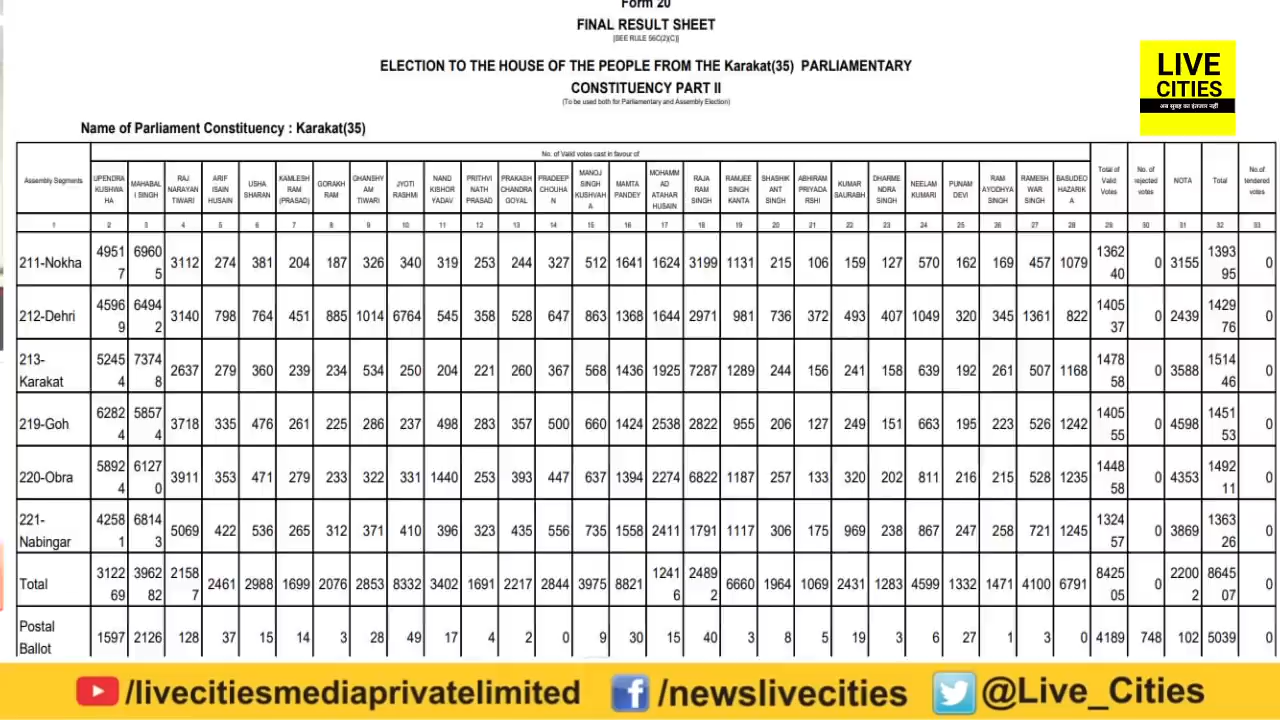 Form 20
FINAL RESULT SHEET
[SEE RULE 56C(2)(C)]
ELECTION TO THE HOUSE OF THE PEOPLE FROM THE Karakat(35) PARLIAMENTARY
CONSTITUENCY PART II
(To be used both for Parliamentary and Assembly Election)
LIVE
CITIES
अब सुबह का इंतजार नहीं
Name of Parliament Constituency : Karakat(35)
No. of Valid votes cast in favour of
Assembly Segments UPENDRA KUSHWAHA MAHABALI SINGH RAJ NARAYAN TIWARI ARIF ISAIN HUSAIN USHA SHARAN KAMLESH RAM (PRASAD) GORAKH RAM GHANSHYAM TIWARI JYOTI RASHMI NAND KISHOR YADAV PRITHVI NATH PRASAD PRAKASH CHANDRA GOYAL PRADEEP CHOUHAN MANOJ SINGH KUSHVAHA MAMTA PANDEY MOHAMMAD ATAHAR HUSAIN RAJA RAM SINGH RAMJEE SINGH KANTA SHASHIKANT SINGH ABHIRAM PRIYADARSHI KUMAR SAURABH DHARMENDRA SINGH NEELAM KUMARI PUNAM DEVI RAM AYODHYA SINGH RAMESHWAR SINGH BASUDEO HAZARIKA Total of Valid Votes No. of rejected votes NOTA Total No.of tendered votes
1 2 3 4 5 6 7 8 9 10 11 12 13 14 15 16 17 18 19 20 21 22 23 24 25 26 27 28 29 30 31 32 33
211-Nokha 49517 69605 3112 274 381 204 187 326 340 319 253 244 327 512 1641 1624 3199 1131 215 106 159 127 570 162 169 457 1079 136240 0 3155 139395 0
212-Dehri 45969 64942 3140 798 764 451 885 1014 6764 545 358 528 647 863 1368 1644 2971 981 736 372 493 407 1049 320 345 1361 822 140537 0 2439 142976 0
213-Karakat 52454 73748 2637 279 360 239 234 534 250 204 221 260 367 568 1436 1925 7287 1289 244 156 241 158 639 192 261 507 1168 147858 0 3588 151446 0
219-Goh 62824 58574 3718 335 476 261 225 286 237 498 283 357 500 660 1424 2538 2822 955 206 127 249 151 663 195 223 526 1242 140555 0 4598 145153 0
220-Obra 58924 61270 3911 353 471 279 233 322 331 1440 253 393 447 637 1394 2274 6822 1187 257 133 320 202 811 216 215 528 1235 144858 0 4353 149211 0
221-Nabingar 42581 68143 5069 422 536 265 312 371 410 396 323 435 556 735 1558 2411 1791 1117 306 175 969 238 867 247 258 721 1245 132457 0 3869 136326 0
Total 312269 396282 21587 2461 2988 1699 2076 2853 8332 3402 1691 2217 2844 3975 8821 12416 24892 6660 1964 1069 2431 1283 4599 1332 1471 4100 6791 842505 0 22002 864507 0
Postal Ballot 1597 2126 128 37 15 14 3 28 49 17 4 2 0 9 30 15 40 3 8 5 19 3 6 27 1 3 0 4189 748 102 5039 0
/livecitiesmediaprivatelimited /newslivecities @Live_Cities